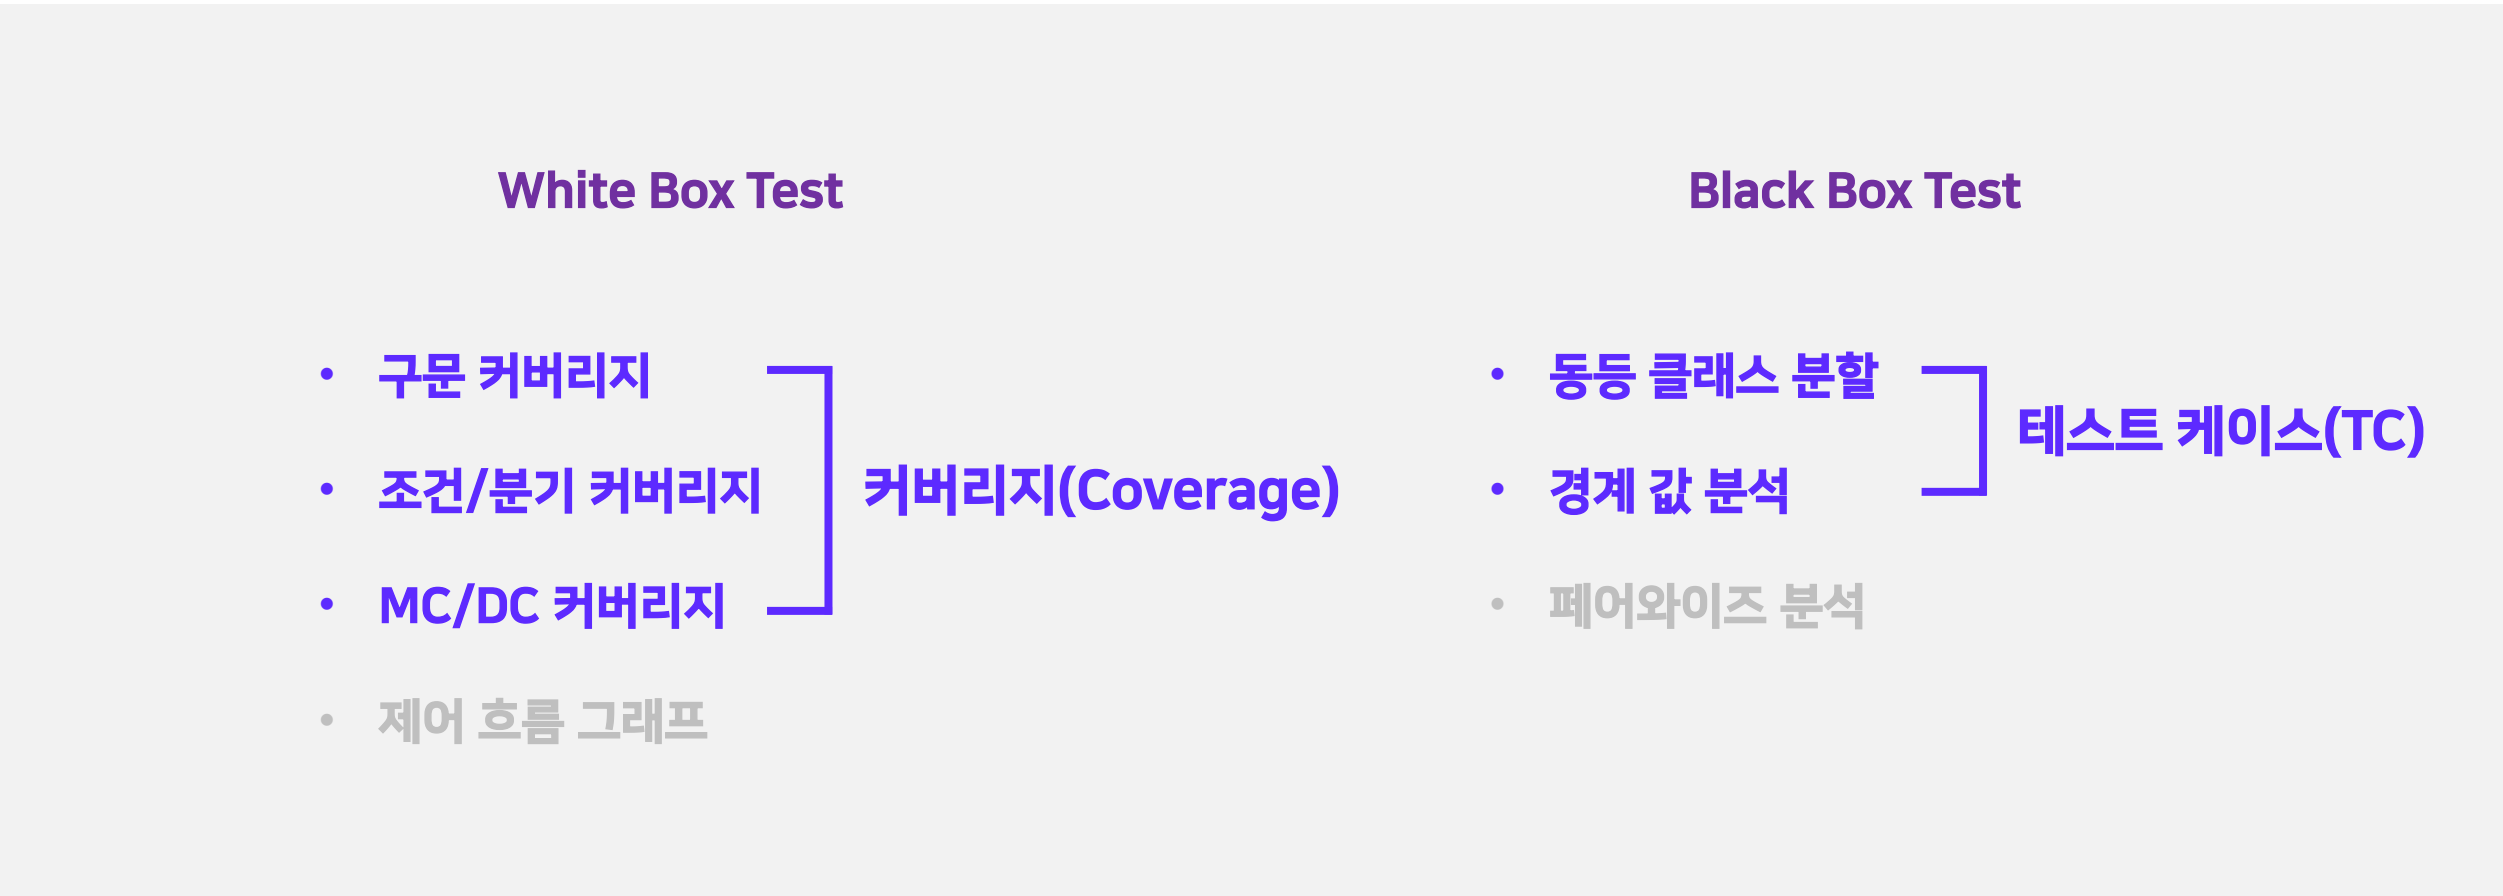 White Box Test
구문 커버리지
조건/분기 커버리지
MC/DC 커버리지
제어 흐름 그래프
커버리지(Coverage)
Black Box Test
동등 클래스 분할
경계값 분석
페어와이즈 분석
테스트 케이스(TC)